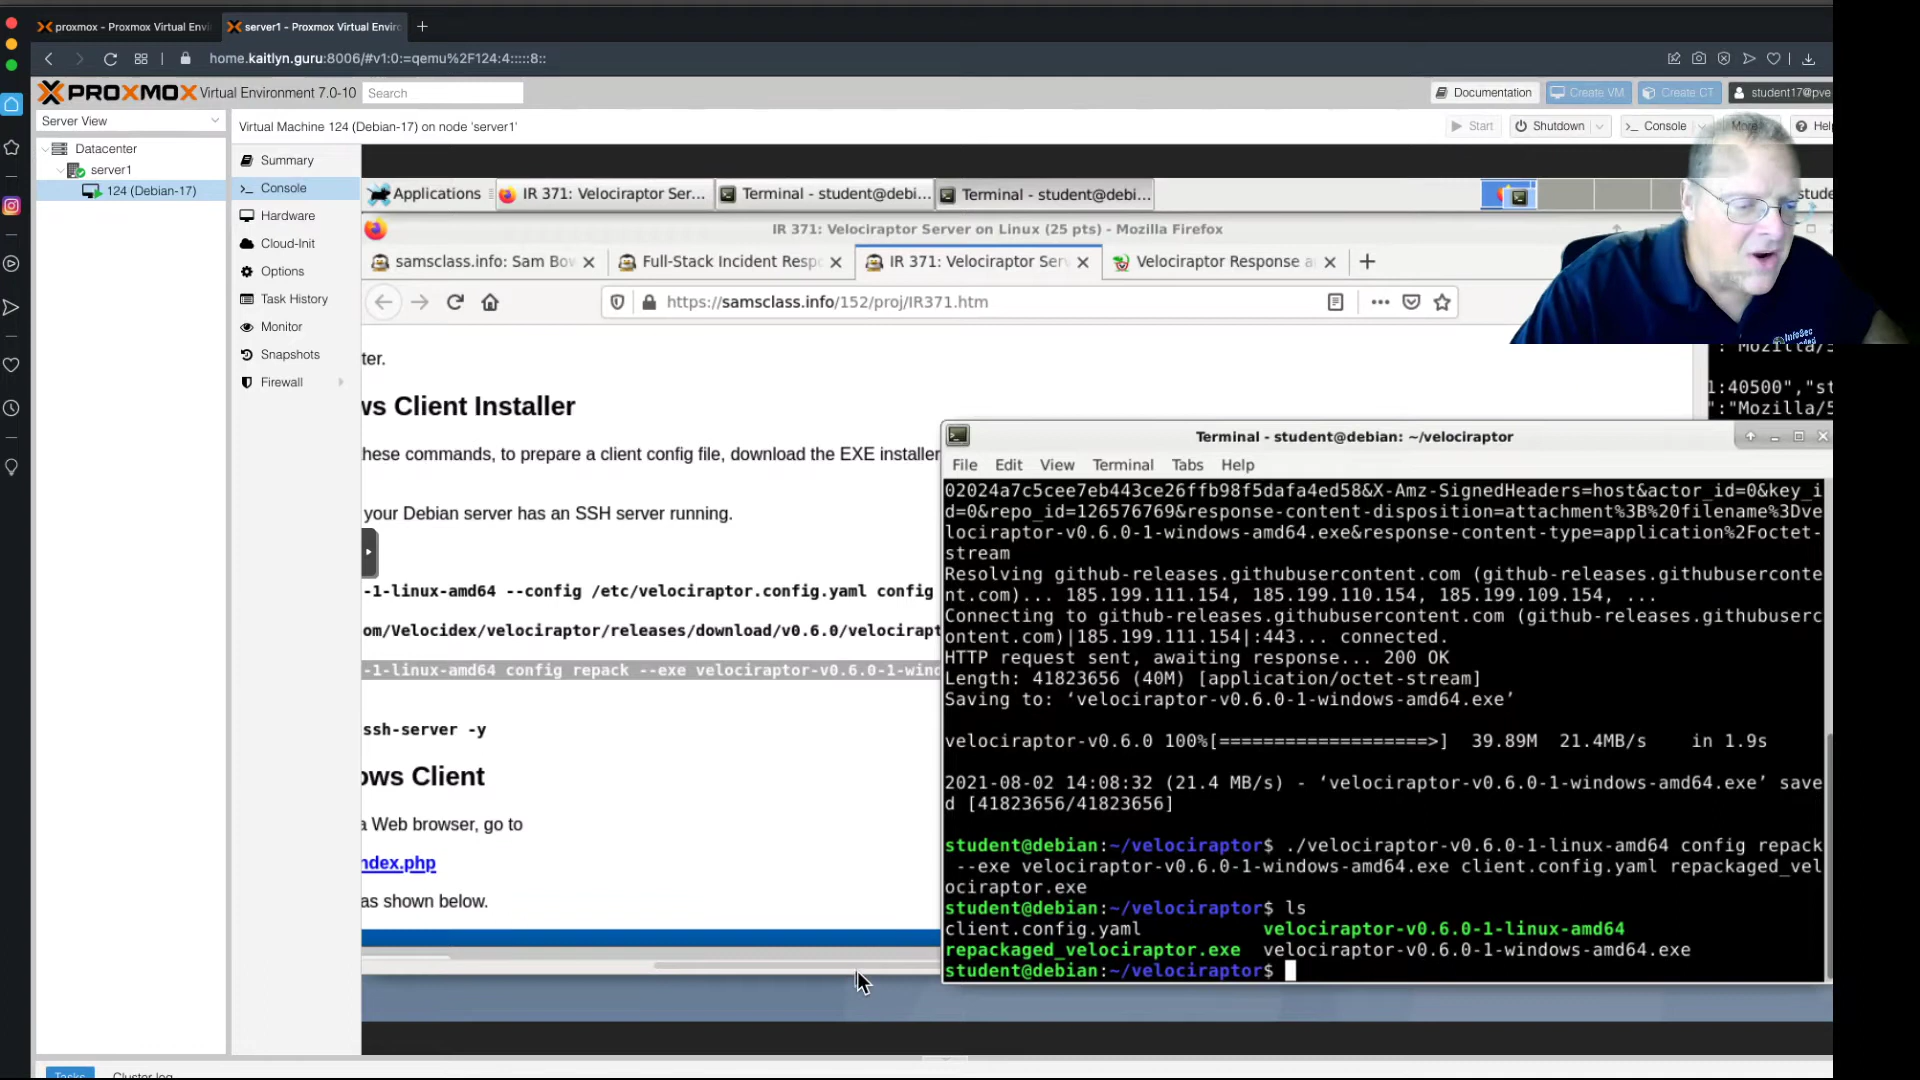 proxmox - Proxmox Virtual Envi
server1 - Proxmox Virtual Enviro
home.kaitlyn.guru:8006/#v1:0:=qemu%2F124:4:::::8::
PROXMOX Virtual Environment 7.0-10
Search
Documentation
Create VM
Create CT
student17@pve
Server View
Virtual Machine 124 (Debian-17) on node 'server1'
Start
Shutdown
Console
More
Help
Datacenter
server1
124 (Debian-17)
Summary
Console
Hardware
Cloud-Init
Options
Task History
Monitor
Snapshots
Firewall
Applications
IR 371: Velociraptor Ser...
Terminal - student@debi...
Terminal - student@debi...
stude
IR 371: Velociraptor Server on Linux (25 pts) - Mozilla Firefox
samsclass.info: Sam Bow
Full-Stack Incident Resp
IR 371: Velociraptor Serv
Velociraptor Response a
https://samsclass.info/152/proj/IR371.htm
ter.
ws Client Installer
hese commands, to prepare a client config file, download the EXE installer
your Debian server has an SSH server running.
-1-linux-amd64 --config /etc/velociraptor.config.yaml config
om/Velocidex/velociraptor/releases/download/v0.6.0/velocirapt
-1-linux-amd64 config repack --exe velociraptor-v0.6.0-1-wind
ssh-server -y
ows Client
a Web browser, go to
ndex.php
as shown below.
InfoSec
": "Mozilla/5
1:40500","st
":"Mozilla/5
Terminal - student@debian: ~/velociraptor
File Edit View Terminal Tabs Help
02024a7c5cee7eb443ce26ffb98f5dafa4ed58&X-Amz-SignedHeaders=host&actor_id=0&key_i
d=0&repo_id=126576769&response-content-disposition=attachment%3B%20filename%3Dve
lociraptor-v0.6.0-1-windows-amd64.exe&response-content-type=application%2Foctet-
stream
Resolving github-releases.githubusercontent.com (github-releases.githubuserconte
nt.com)... 185.199.111.154, 185.199.110.154, 185.199.109.154, ...
Connecting to github-releases.githubusercontent.com (github-releases.githubuserc
ontent.com)|185.199.111.154|:443... connected.
HTTP request sent, awaiting response... 200 OK
Length: 41823656 (40M) [application/octet-stream]
Saving to: ‘velociraptor-v0.6.0-1-windows-amd64.exe’
velociraptor-v0.6.0 100%[===================>] 39.89M 21.4MB/s in 1.9s
2021-08-02 14:08:32 (21.4 MB/s) - ‘velociraptor-v0.6.0-1-windows-amd64.exe’ save
d [41823656/41823656]
student@debian:~/velociraptor$ ./velociraptor-v0.6.0-1-linux-amd64 config repack
--exe velociraptor-v0.6.0-1-windows-amd64.exe client.config.yaml repackaged_vel
ociraptor.exe
student@debian:~/velociraptor$ ls
client.config.yaml velociraptor-v0.6.0-1-linux-amd64
repackaged_velociraptor.exe velociraptor-v0.6.0-1-windows-amd64.exe
student@debian:~/velociraptor$
Tasks
Cluster log